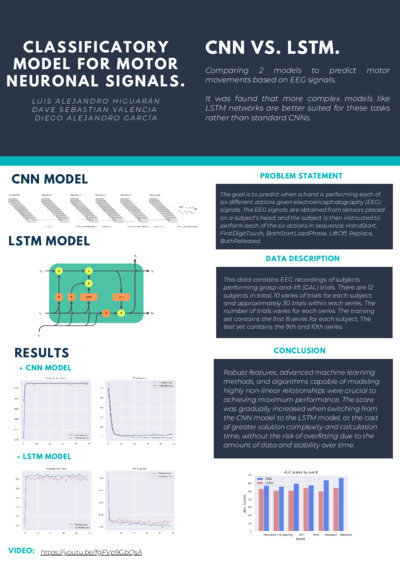 CLASSIFICATORY
MODEL FOR MOTOR
NEURONAL SIGNALS.
LUIS ALEJANDRO HIGUARÁN
DAVE SEBASTIAN VALENCIA
DIEGO ALEJANDRO GARCÍA
CNN VS. LSTM.
Comparing 2 models to predict motor
movements based on EEG signals.
It was found that more complex models like
LSTM networks are better suited for these tasks
rather than standard CNNs.
CNN MODEL
LSTM MODEL
RESULTS
CNN MODEL
LSTM MODEL
VIDEO:
PROBLEM STATEMENT
The goal is to predict when a hand is performing each of
six different actions given electroencephalography (EEG)
signals. The EEG signals are obtained from sensors placed
on a subject's head, and the subject is then instructed to
perform each of the six actions in sequence: HandStart,
FirstDigitTouch, BothStartLoadPhase, LiftOff, Replace,
BothReleased.
DATA DESCRIPTION
This data contains EEG recordings of subjects
performing grasp-and-lift (GAL) trials. There are 12
subjects in total, 10 series of trials for each subject,
and approximately 30 trials within each series. The
number of trials varies for each series. The training
set contains the first 8 series for each subject. The
test set contains the 9th and 10th series.
CONCLUSION
Robust features, advanced machine learning
methods, and algorithms capable of modeling
highly non-linear relationships were crucial to
achieving maximum performance. The score
was gradually increased when switching from
the CNN model to the LSTM model, at the cost
of greater solution complexity and calculation
time, without the risk of overfitting due to the
amount of data and stability over time.
AUC scores by event